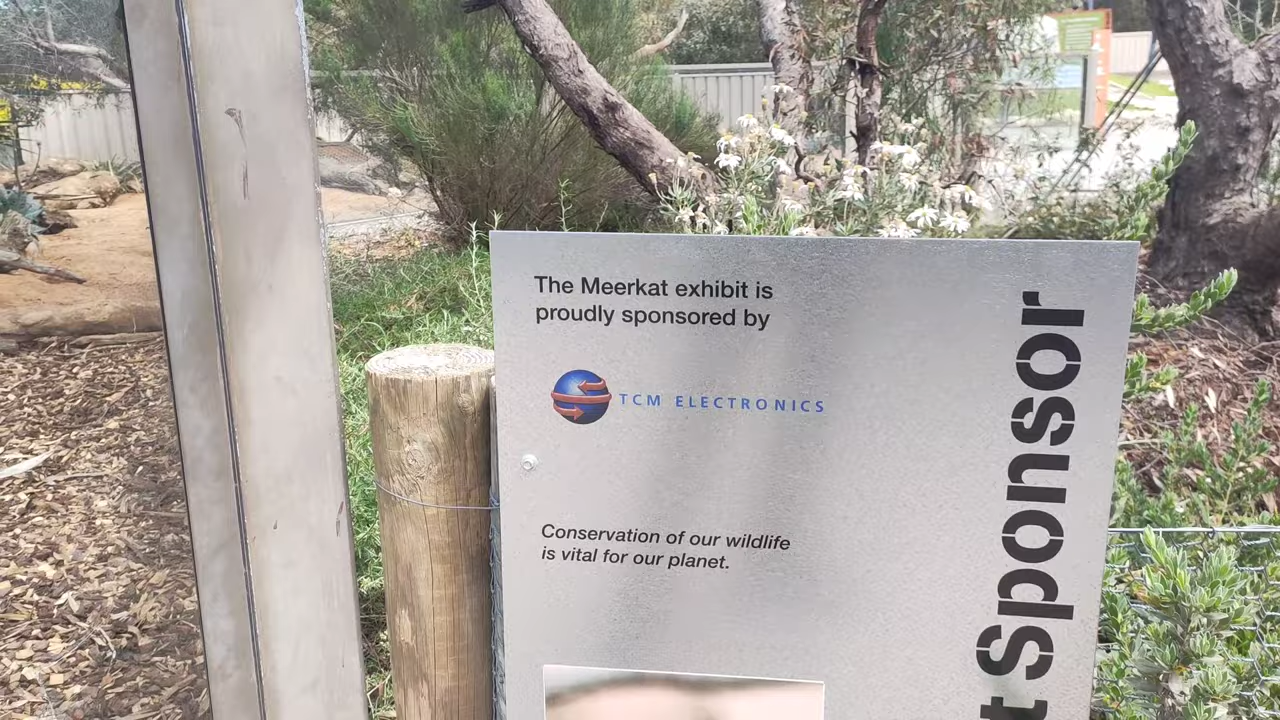 The Meerkat exhibit is
proudly sponsored by
TCM ELECTRONICS
Conservation of our wildlife
is vital for our planet.
t Sponsor